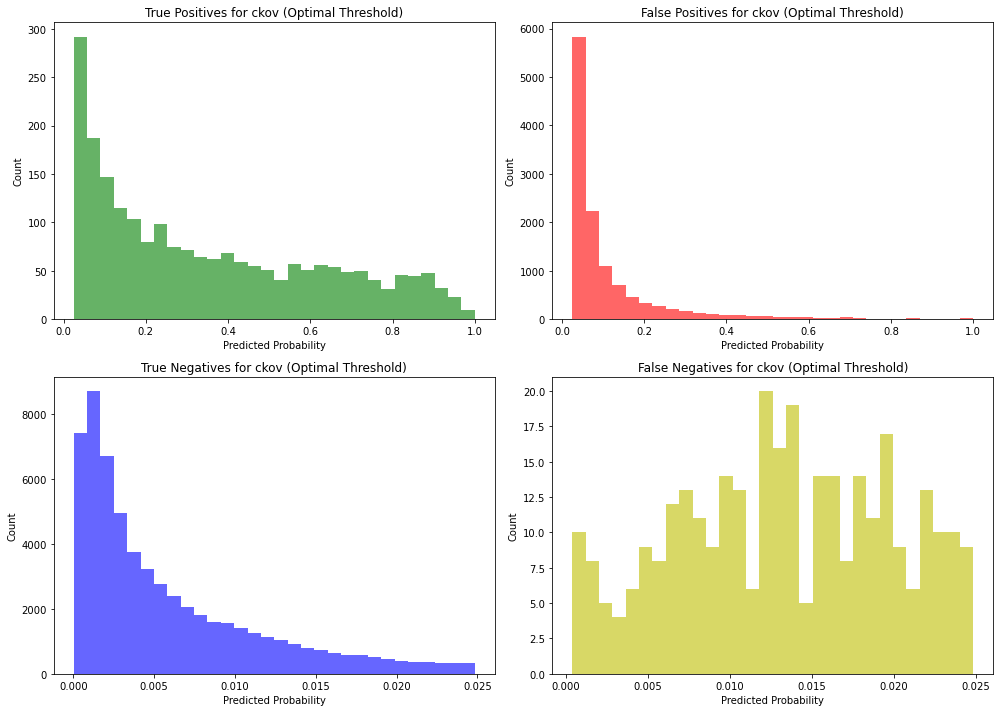 True Positives for ckov (Optimal Threshold)
300
250
200
150
100
50
0
Count
0.0 0.2 0.4 0.6 0.8 1.0
Predicted Probability
False Positives for ckov (Optimal Threshold)
6000
5000
4000
3000
2000
1000
0
Count
0.0 0.2 0.4 0.6 0.8 1.0
Predicted Probability
True Negatives for ckov (Optimal Threshold)
8000
6000
4000
2000
0
Count
0.000 0.005 0.010 0.015 0.020 0.025
Predicted Probability
False Negatives for ckov (Optimal Threshold)
20.0
17.5
15.0
12.5
10.0
7.5
5.0
2.5
0.0
Count
0.000 0.005 0.010 0.015 0.020 0.025
Predicted Probability